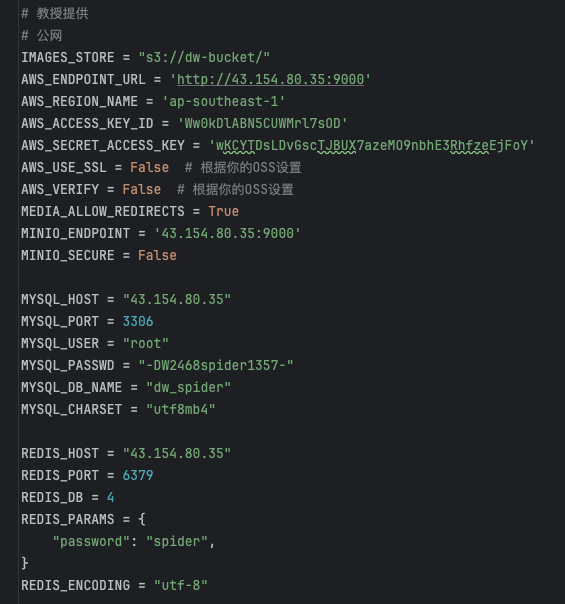 # 教授提供
# 公网
IMAGES_STORE = "s3://dw-bucket/"
AWS_ENDPOINT_URL = 'http://43.154.80.35:9000'
AWS_REGION_NAME = 'ap-southeast-1'
AWS_ACCESS_KEY_ID = 'Ww0kDlABN5CUWMrl7sOD'
AWS_SECRET_ACCESS_KEY = 'wKCYTDsLDvGscTJBUX7azeMO9nbhE3RhfzeEjFoY'
AWS_USE_SSL = False  # 根据你的OSS设置
AWS_VERIFY = False  # 根据你的OSS设置
MEDIA_ALLOW_REDIRECTS = True
MINIO_ENDPOINT = '43.154.80.35:9000'
MINIO_SECURE = False
MYSQL_HOST = "43.154.80.35"
MYSQL_PORT = 3306
MYSQL_USER = "root"
MYSQL_PASSWD = "-DW2468spider1357-"
MYSQL_DB_NAME = "dw_spider"
MYSQL_CHARSET = "utf8mb4"
REDIS_HOST = "43.154.80.35"
REDIS_PORT = 6379
REDIS_DB = 4
REDIS_PARAMS = {
    "password": "spider",
}
REDIS_ENCODING = "utf-8"